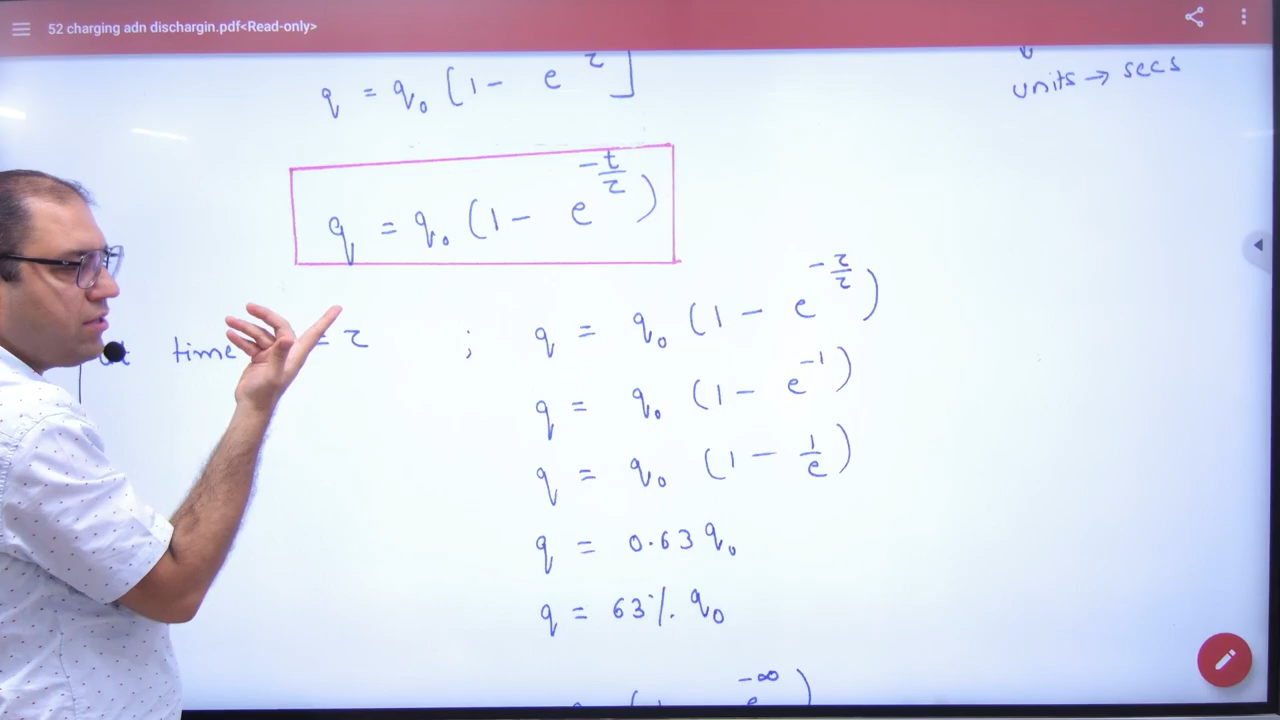 52 charging adn dischargin.pdf<Read-only>
units → secs
q = q₀ [1 - e τ ]
q = q₀ (1 - e^(-t/τ))
at time = τ ; q = q₀ (1 - e^(-τ/τ))
q = q₀ (1 - e^(-1))
q = q₀ (1 - 1/e)
q = 0.63 q₀
q = 63% q₀
-∞